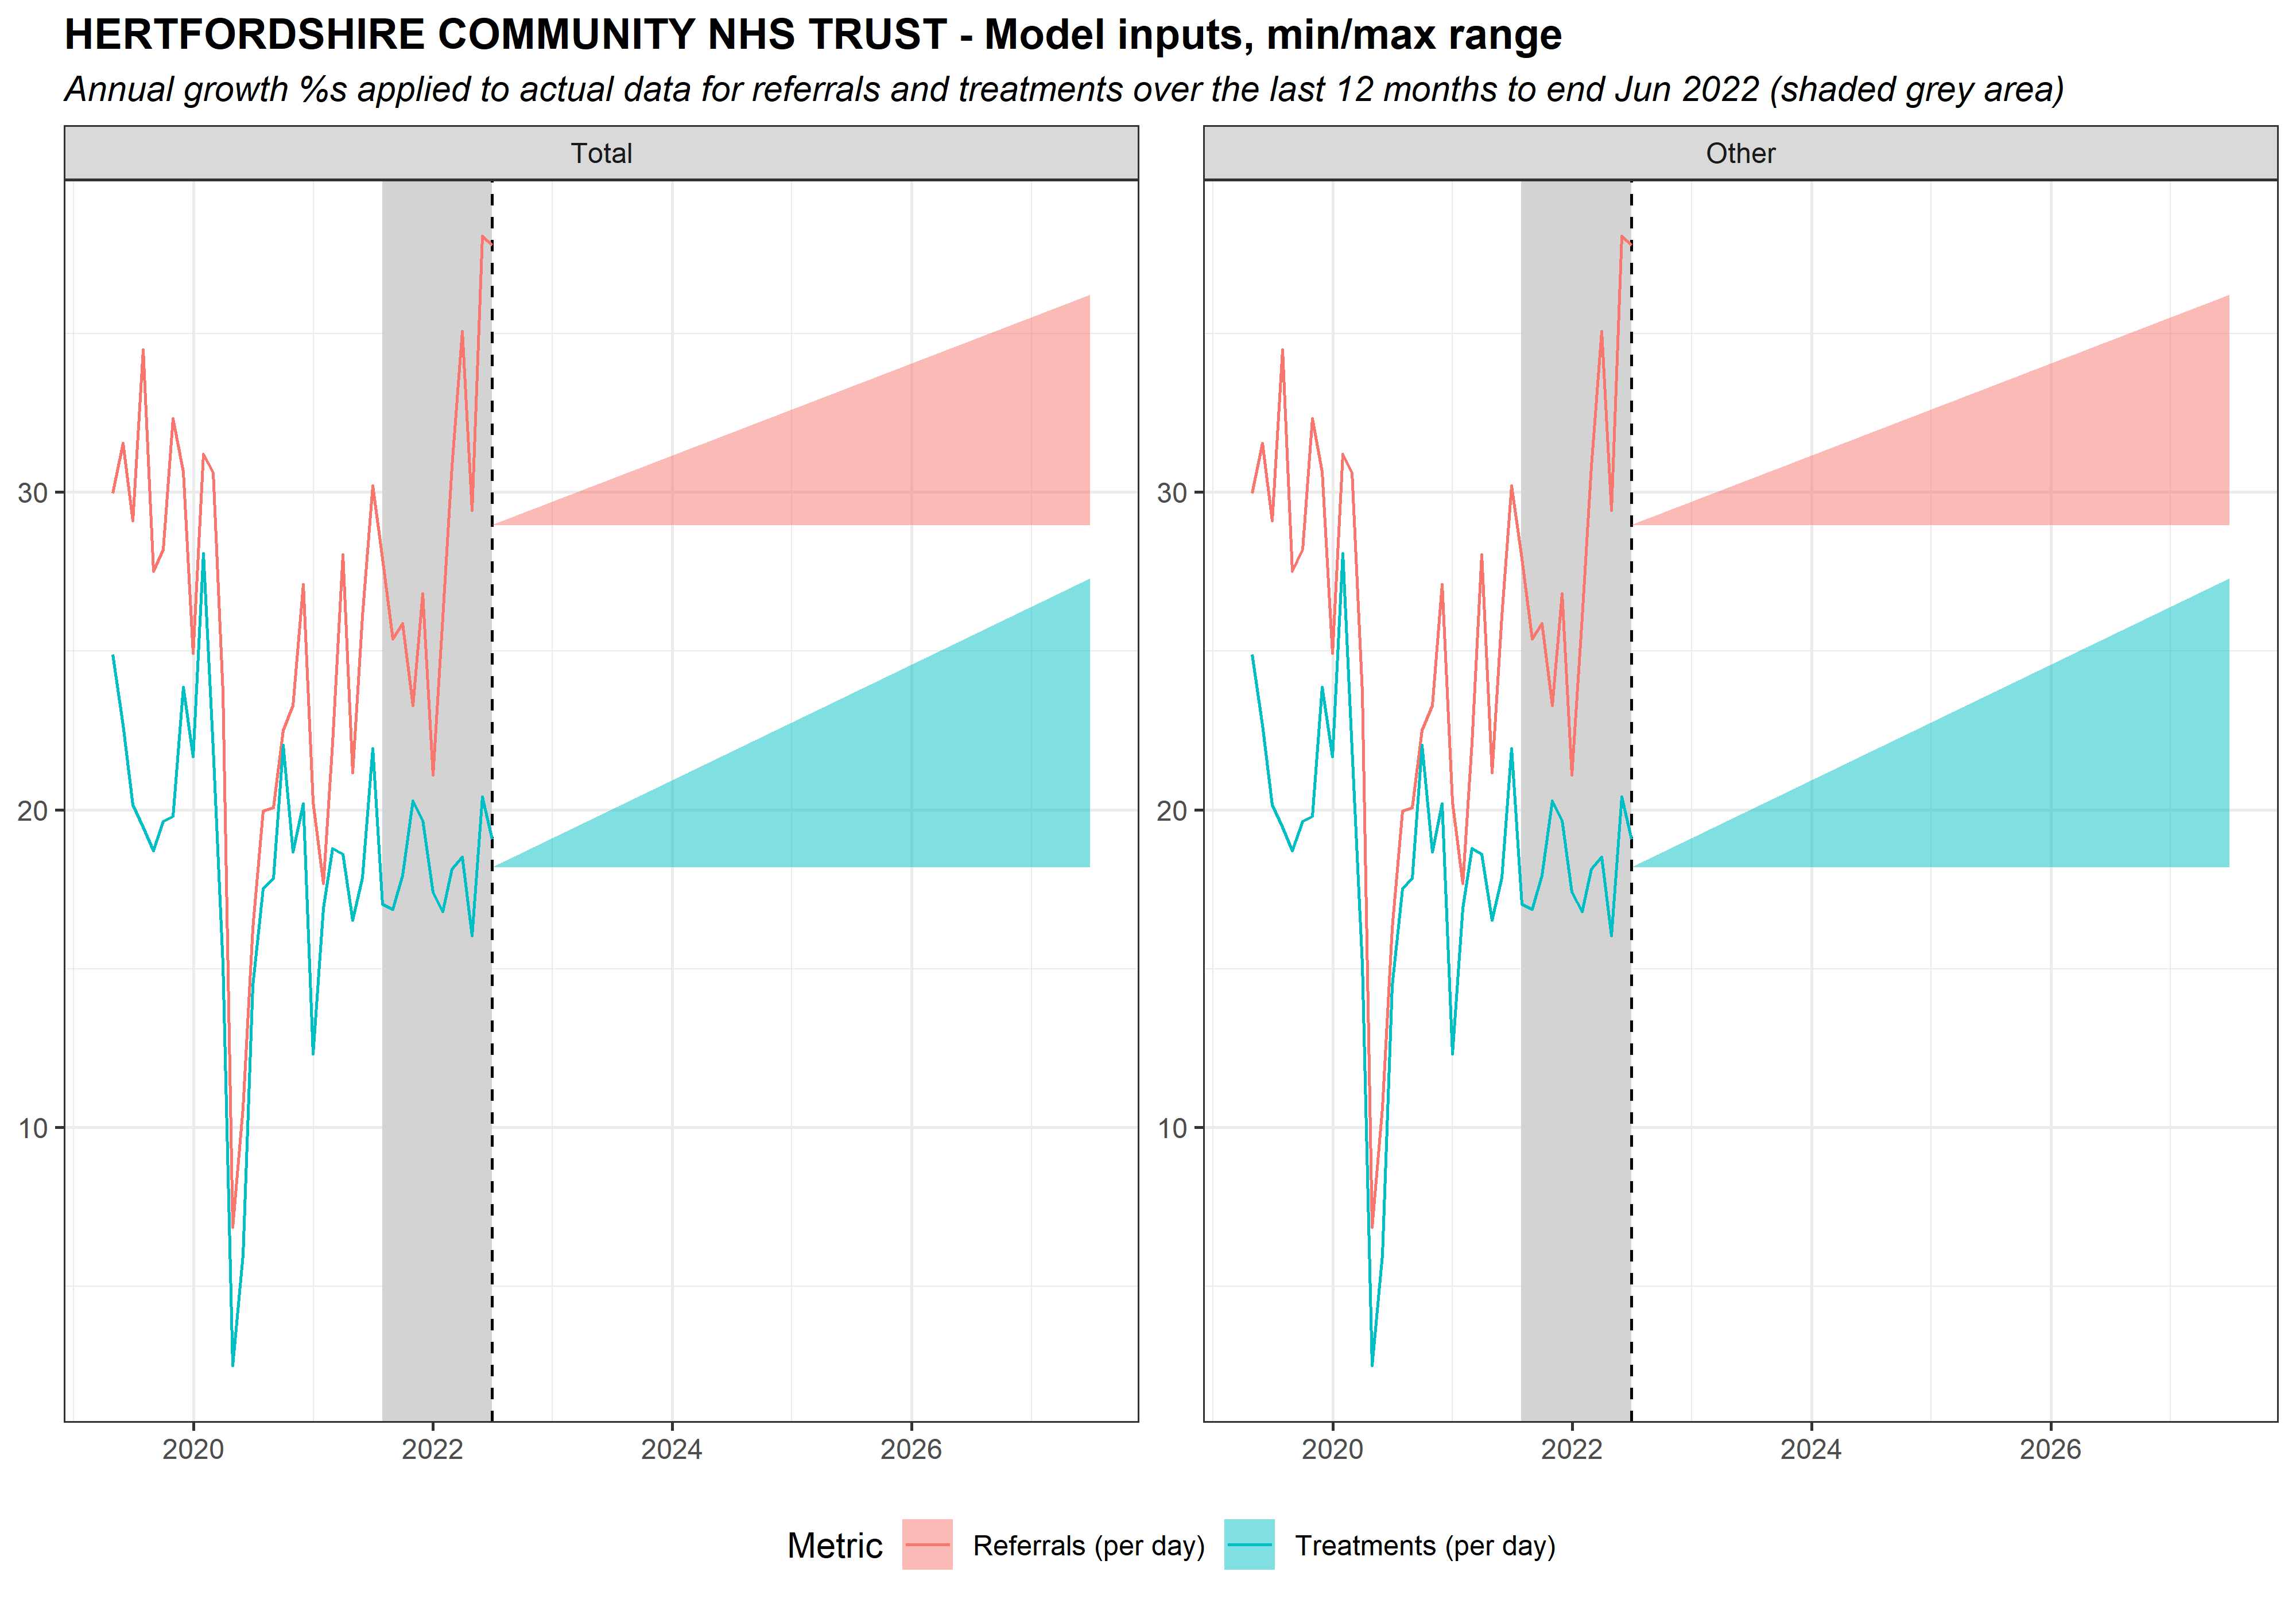 HERTFORDSHIRE COMMUNITY NHS TRUST - Model inputs, min/max range
Annual growth %s applied to actual data for referrals and treatments over the last 12 months to end Jun 2022 (shaded grey area)
Total
Other
30
20
10
30
20
10
2020 2022 2024 2026
2020 2022 2024 2026
Metric Referrals (per day) Treatments (per day)